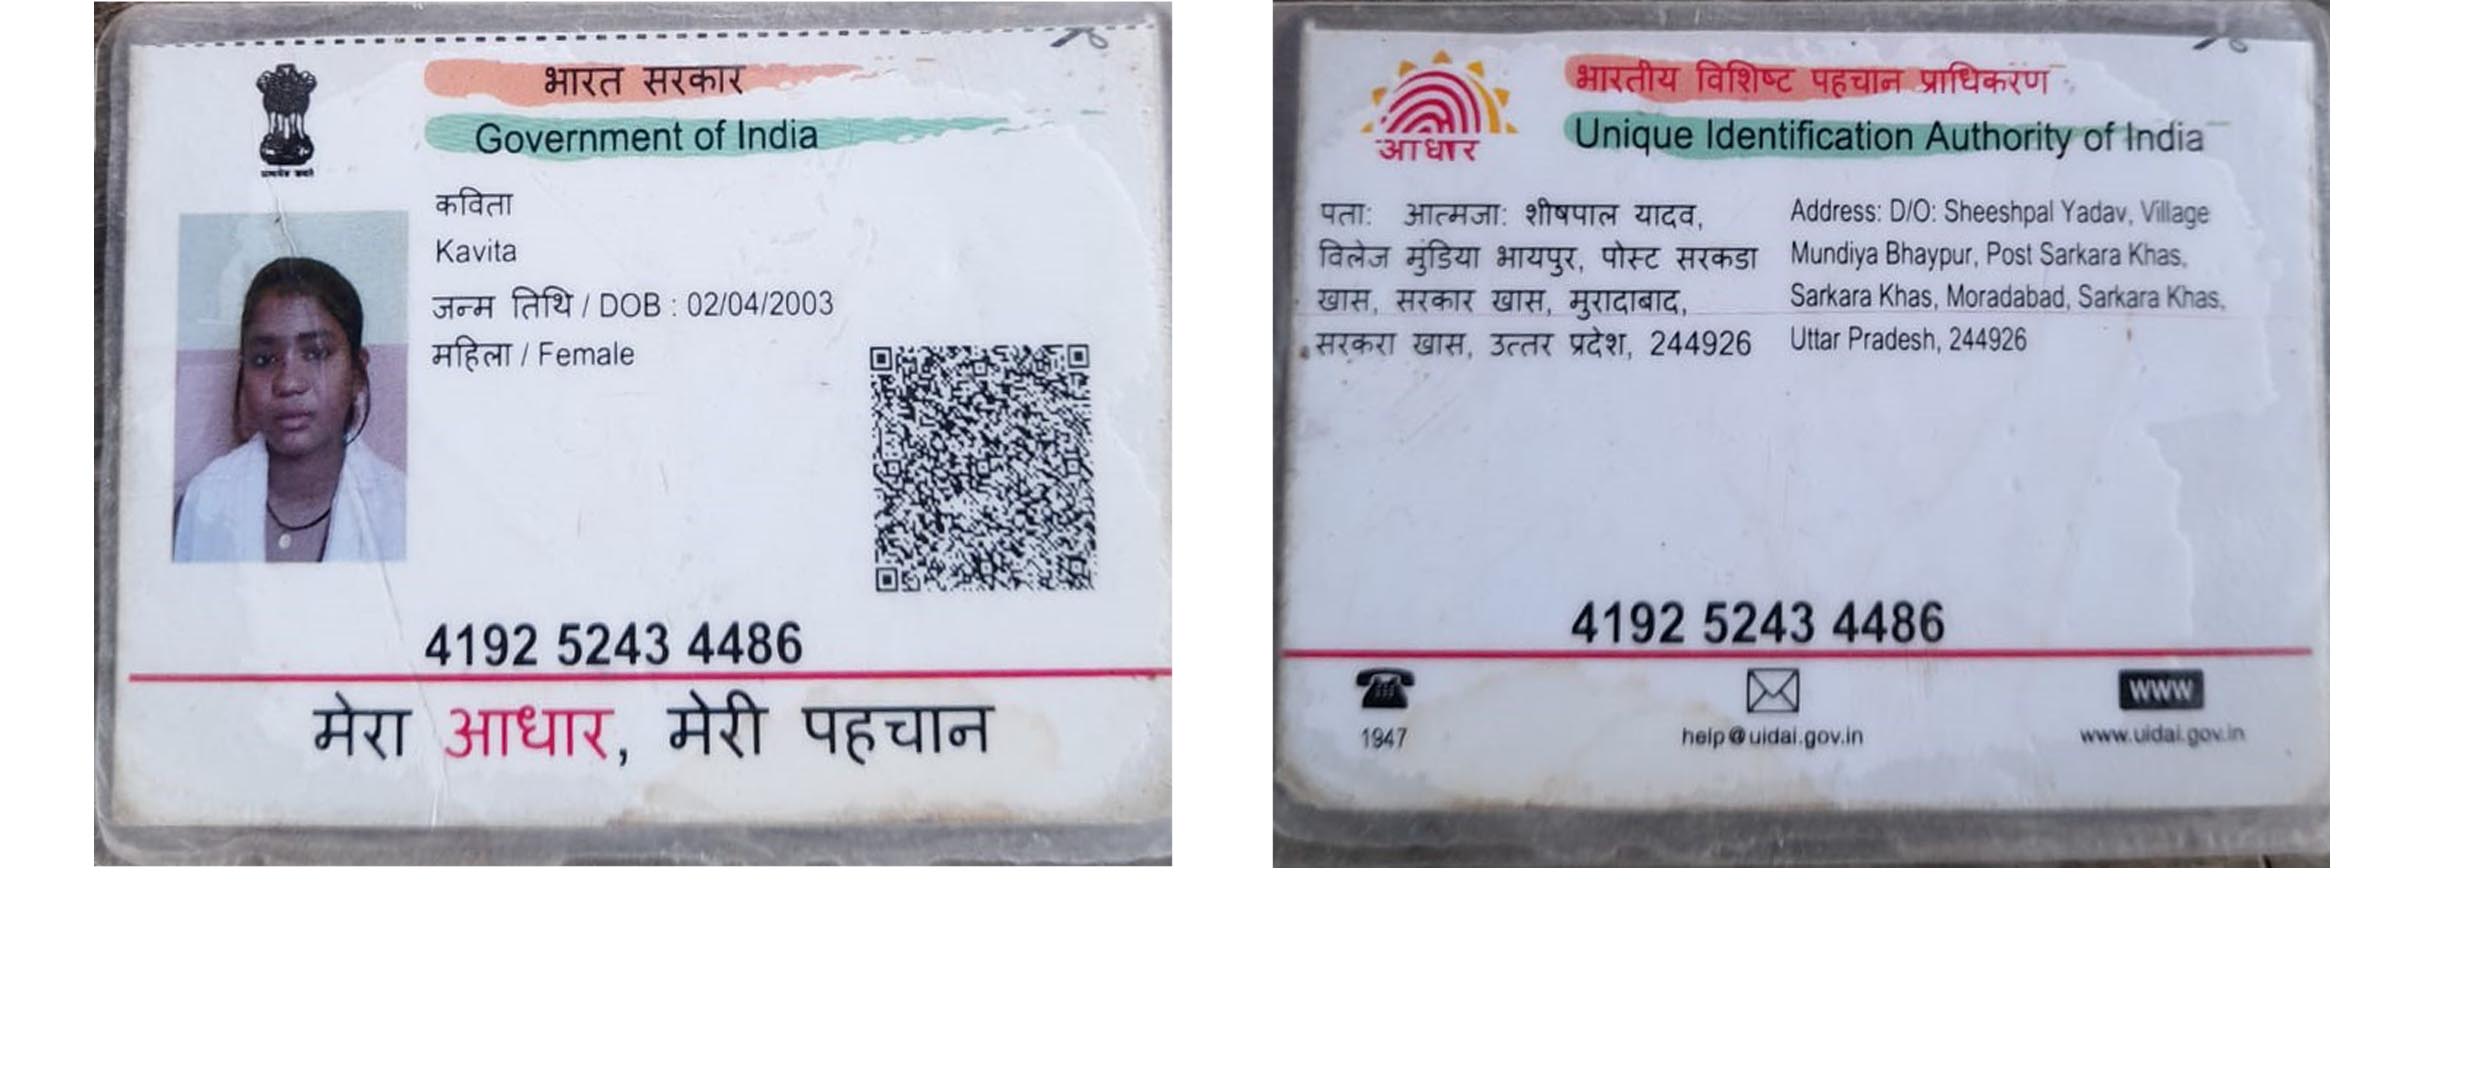 भारत सरकार
Government of India
कविता
Kavita
जन्म तिथि / DOB : 02/04/2003
महिला / Female
4192 5243 4486
मेरा आधार, मेरी पहचान
आधार
भारतीय विशिष्ट पहचान प्राधिकरण
Unique Identification Authority of India
पता: आत्मजा: शीषपाल यादव,
विलेज मुंडिया भायपुर, पोस्ट सरकडा
खास, सरकार खास, मुरादाबाद,
सरकरा खास, उत्तर प्रदेश, 244926
Address: D/O: Sheeshpal Yadav, Village
Mundiya Bhaypur, Post Sarkara Khas,
Sarkara Khas, Moradabad, Sarkara Khas,
Uttar Pradesh, 244926
4192 5243 4486
1947
help@uidai.gov.in
WWW
www.uidai.gov.in